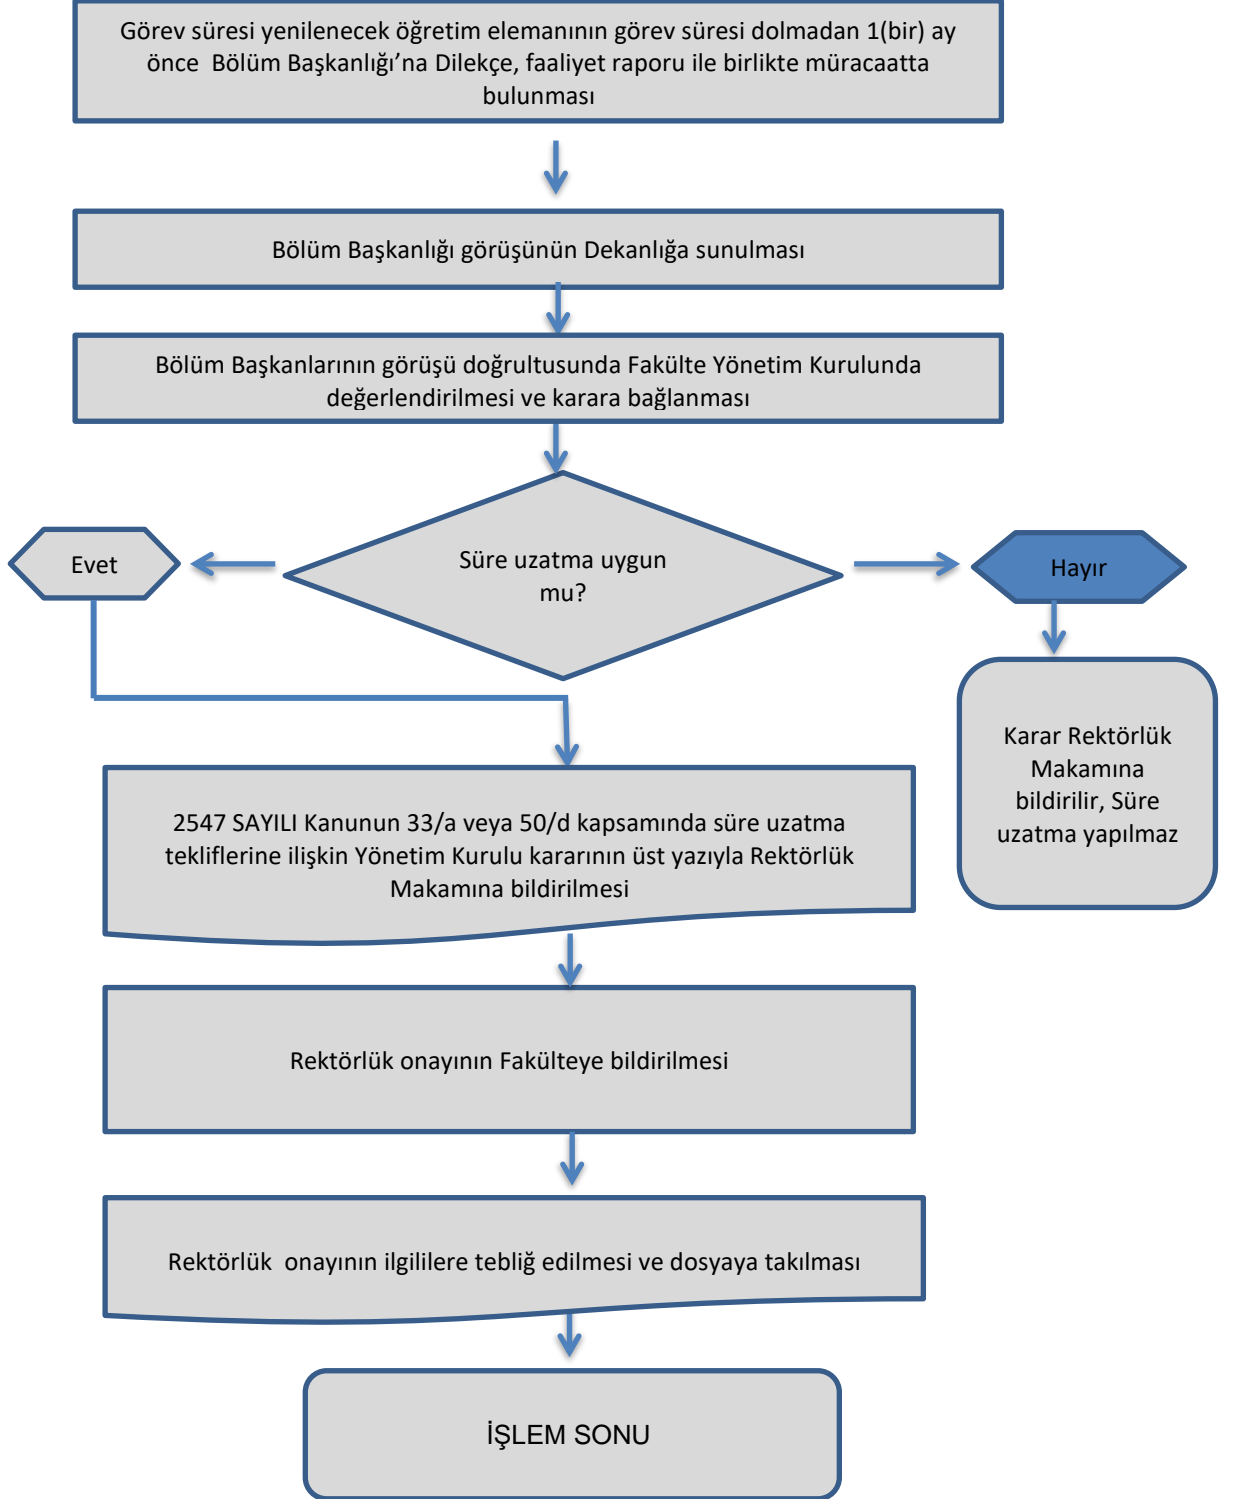 Görev süresi yenilenecek öğretim elemanının görev süresi dolmadan 1(bir) ay
önce  Bölüm Başkanlığı’na Dilekçe, faaliyet raporu ile birlikte müracaatta
bulunması
Bölüm Başkanlığı görüşünün Dekanlığa sunulması
Bölüm Başkanlarının görüşü doğrultusunda Fakülte Yönetim Kurulunda
değerlendirilmesi ve karara bağlanması
Süre uzatma uygun
mu?
Evet
Hayır
Karar Rektörlük
Makamına
bildirilir, Süre
uzatma yapılmaz
2547 SAYILI Kanunun 33/a veya 50/d kapsamında süre uzatma
tekliflerine ilişkin Yönetim Kurulu kararının üst yazıyla Rektörlük
Makamına bildirilmesi
Rektörlük onayının Fakülteye bildirilmesi
Rektörlük  onayının ilgililere tebliğ edilmesi ve dosyaya takılması
İŞLEM SONU